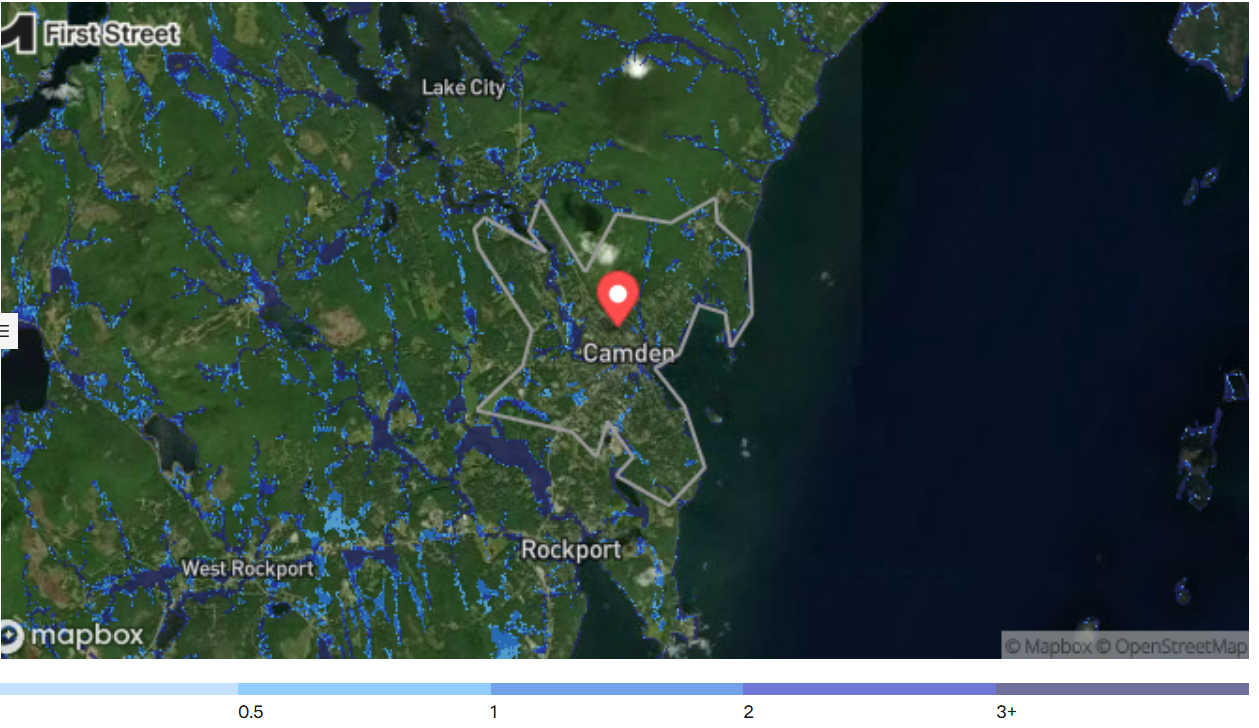 First Street
Lake City
Camden
Rockport
West Rockport
mapbox
© Mapbox © OpenStreetMap
0.5
1
2
3+